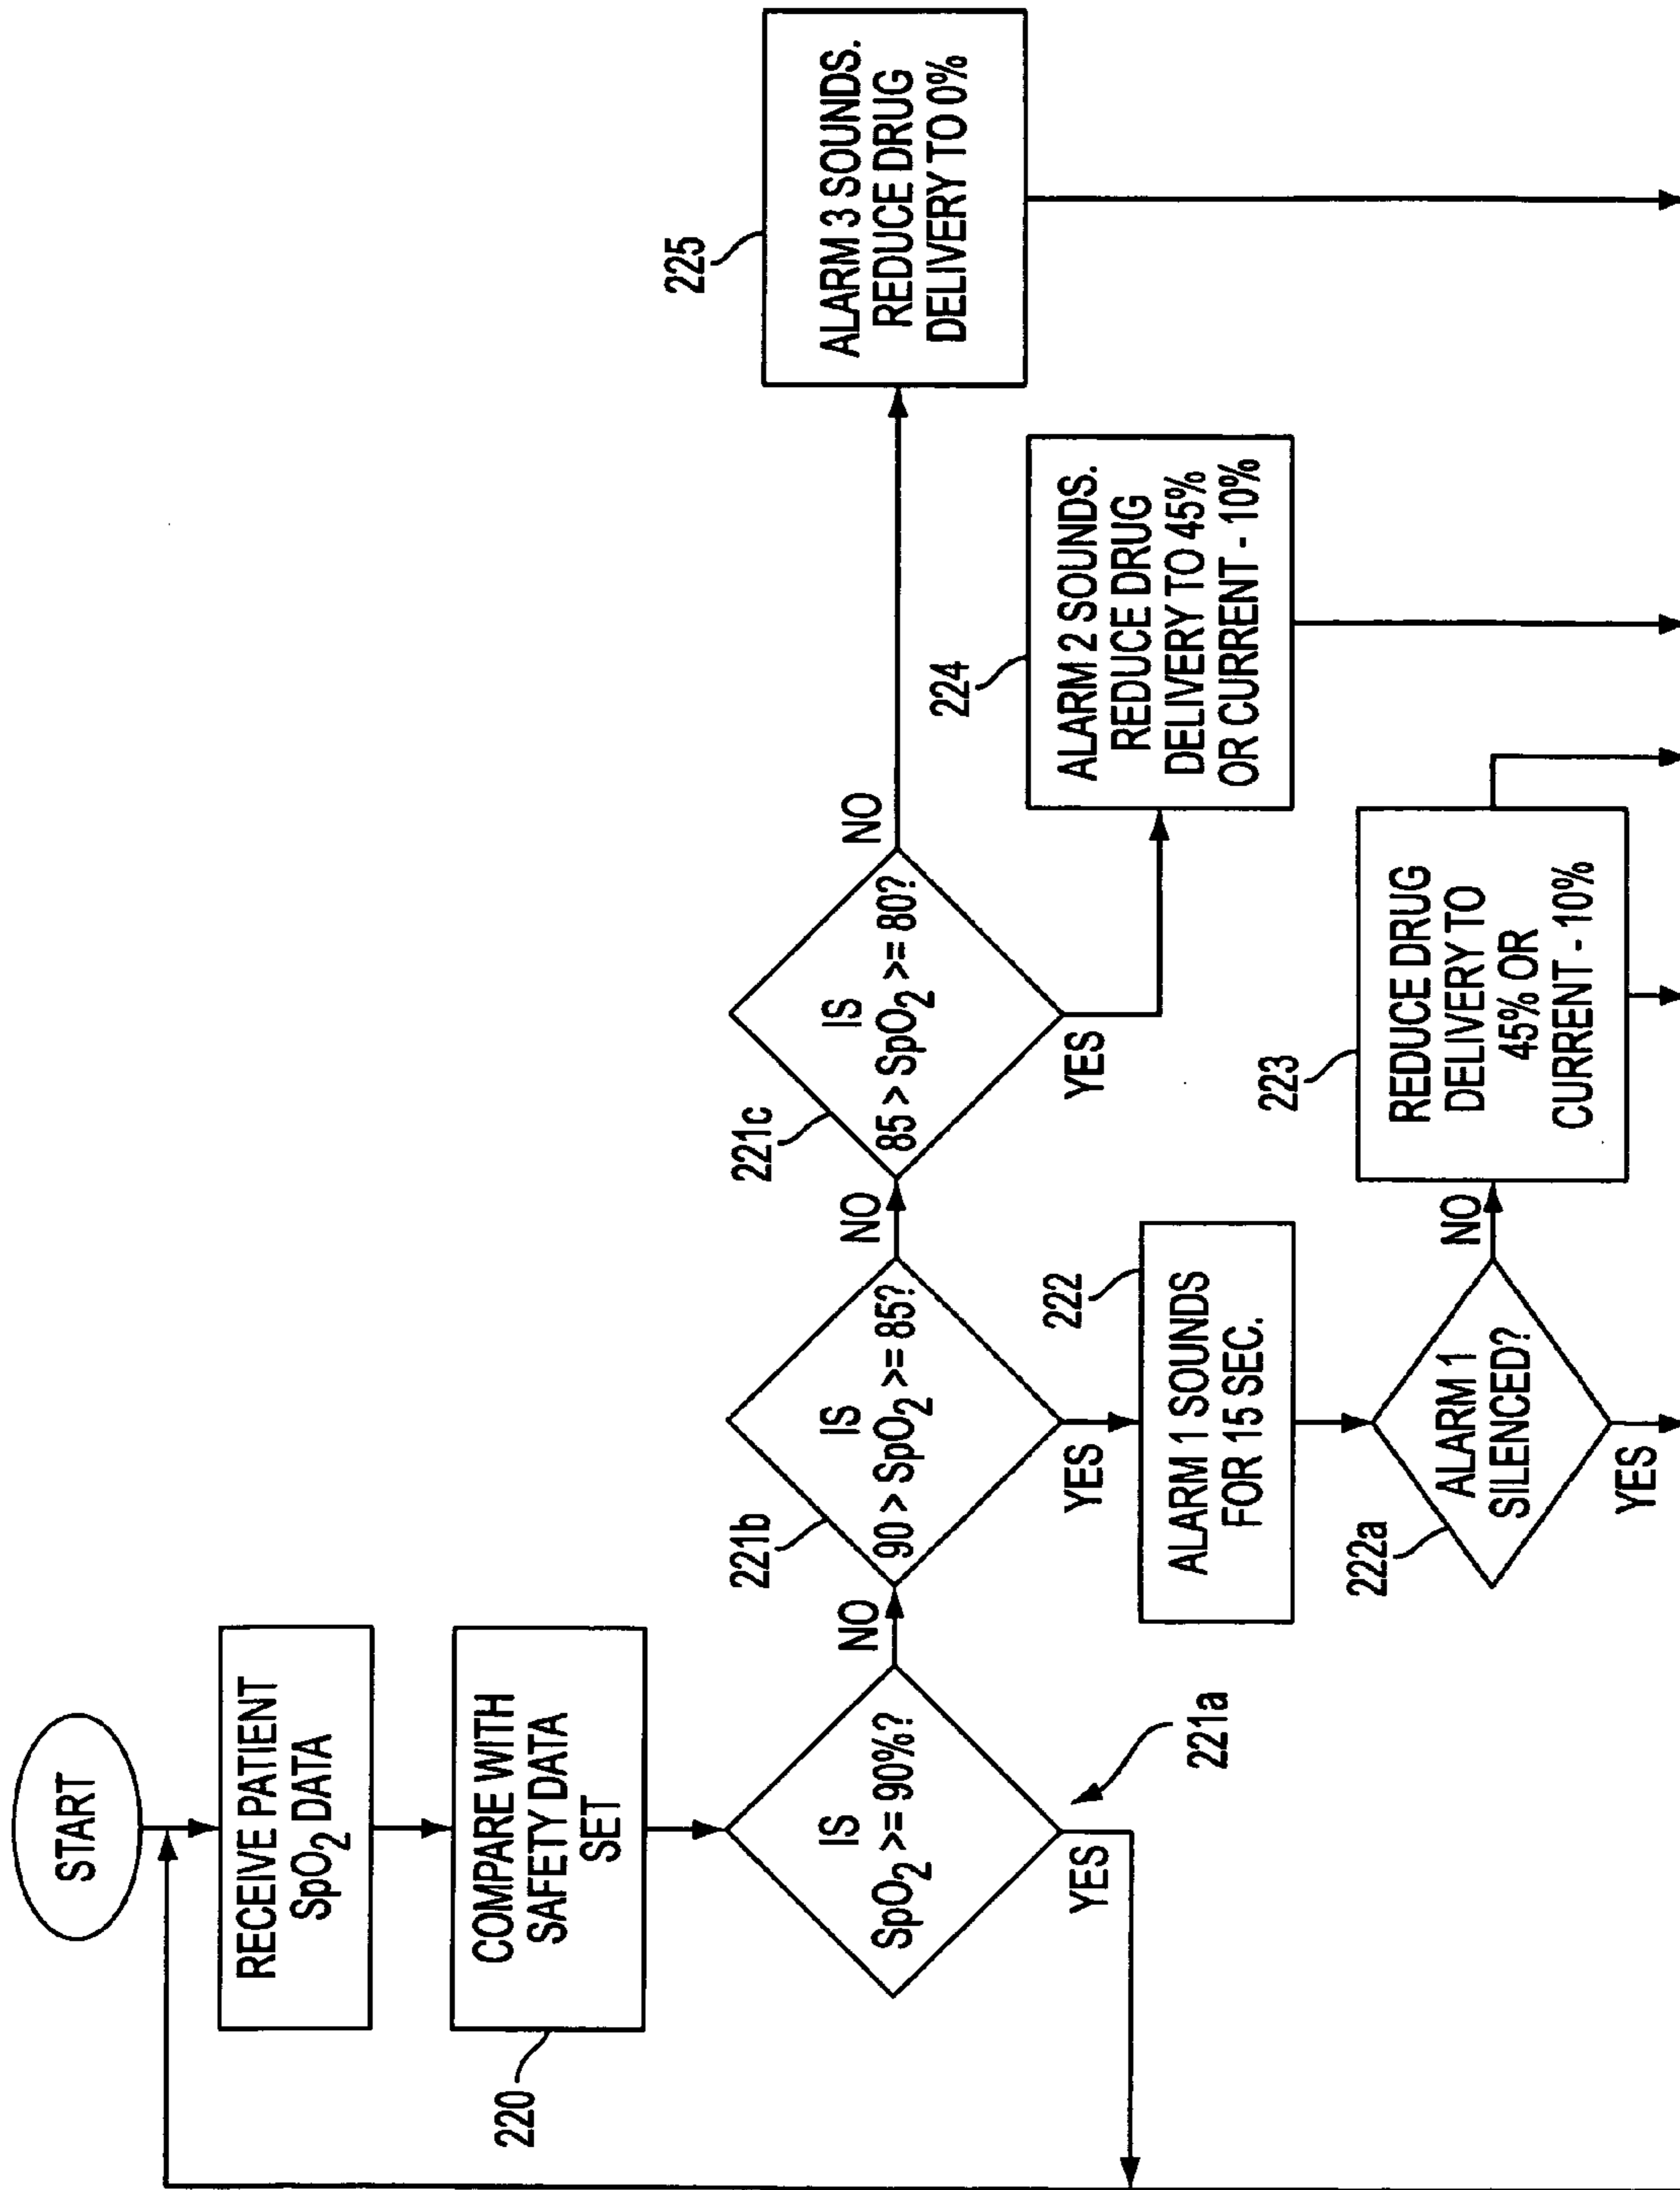 START
RECEIVE PATIENT
SpO2 DATA
COMPARE WITH
SAFETY DATA
SET
220
IS
SpO2 >= 90%?
221a
YES
NO
IS
90 > SpO2 >= 85?
221b
YES
NO
IS
85 > SpO2 >= 80?
221c
YES
NO
ALARM 3 SOUNDS.
REDUCE DRUG
DELIVERY TO 0%
225
ALARM 2 SOUNDS.
REDUCE DRUG
DELIVERY TO 45%
OR CURRENT - 10%
224
ALARM 1 SOUNDS
FOR 15 SEC.
222
ALARM 1
SILENCED?
222a
YES
NO
REDUCE DRUG
DELIVERY TO
45% OR
CURRENT - 10%
223